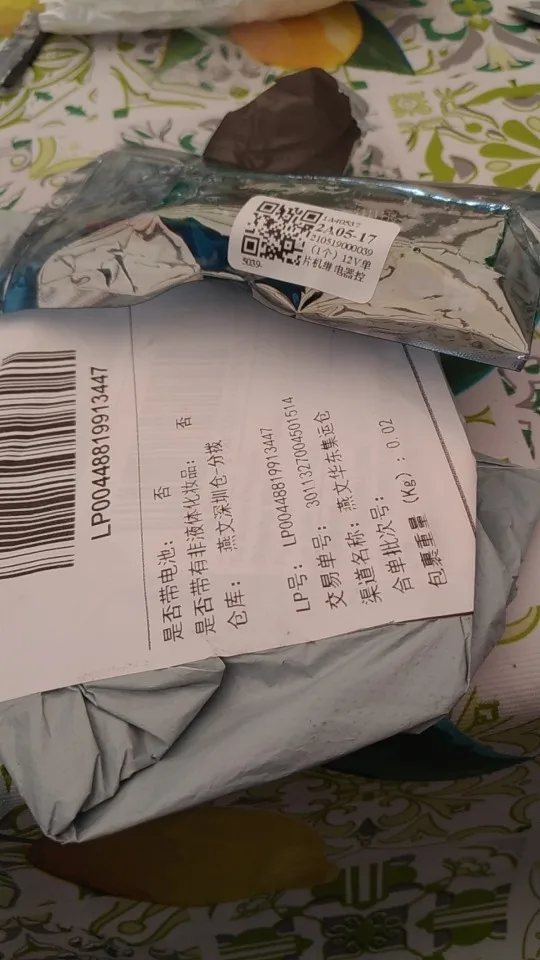 1A40537
2A05-17
210519000039
(1个) 12V单
片机继电器控
5039-
LP00448819913447
是否带电池： 否
是否带有非液体化妆品： 否
仓库： 燕文深圳仓-分拨
LP号： LP00448819913447
交易单号： 3011327004501514
渠道名称： 燕文华东集运仓
合单批次号：
包裹重量 (Kg) : 0.02